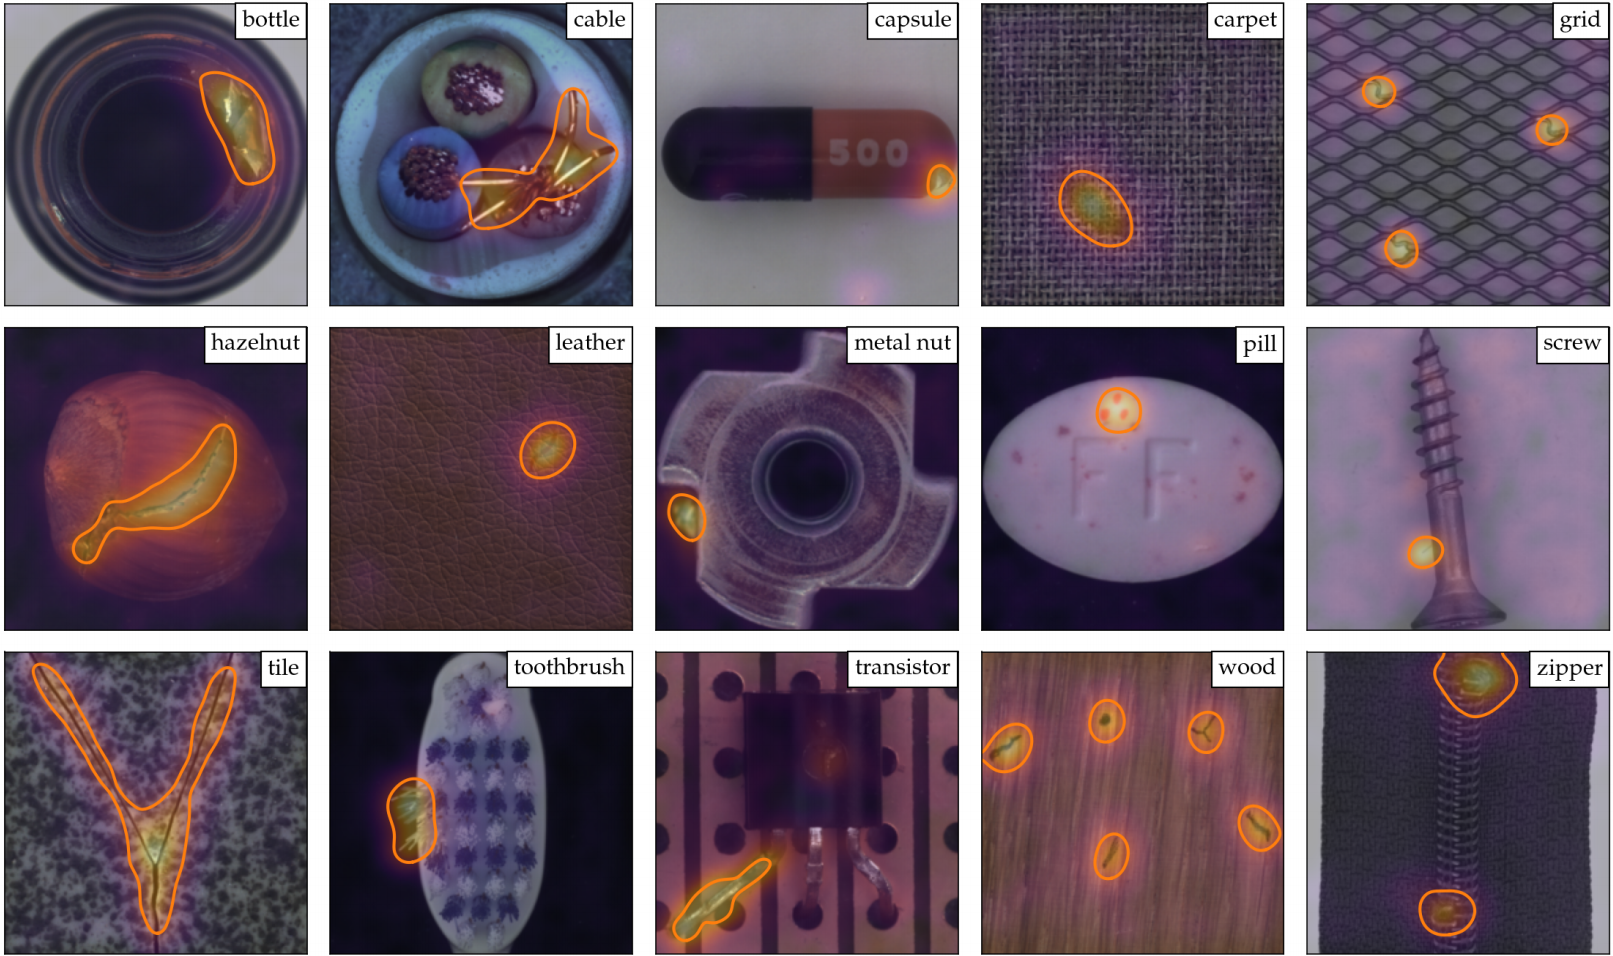 bottle
cable
capsule
carpet
grid
500
hazelnut
leather
metal nut
pill
screw
FF
tile
toothbrush
transistor
wood
zipper